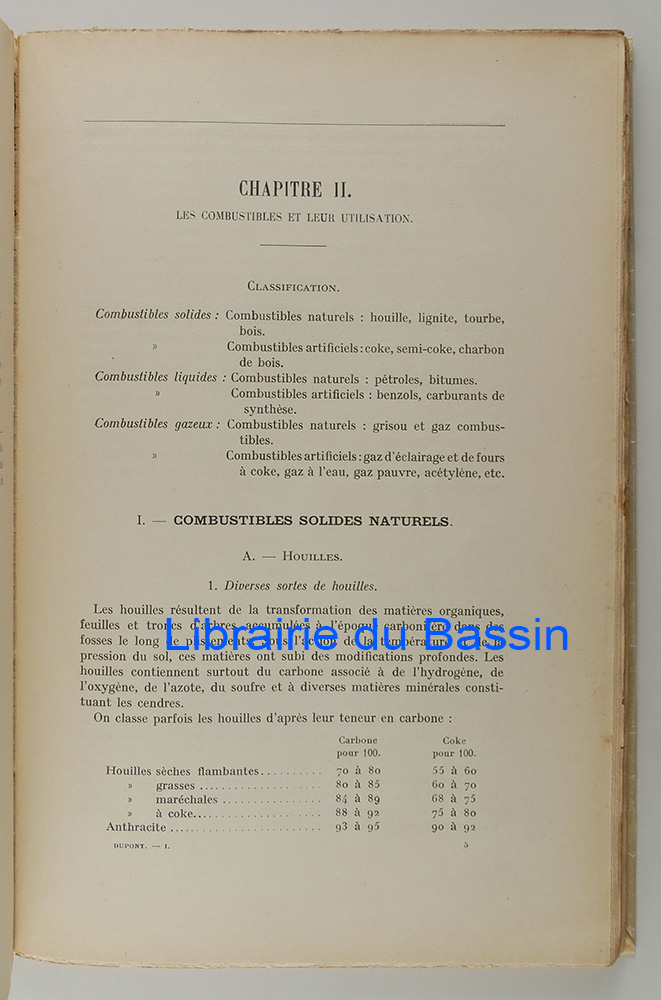 CHAPITRE II.
LES COMBUSTIBLES ET LEUR UTILISATION.
CLASSIFICATION.
Combustibles solides : Combustibles naturels : houille, lignite, tourbe,
bois.
» Combustibles artificiels : coke, semi-coke, charbon
de bois.
Combustibles liquides : Combustibles naturels : pétroles, bitumes.
» Combustibles artificiels : benzols, carburants de
synthèse.
Combustibles gazeux : Combustibles naturels : grisou et gaz combus-
tibles.
» Combustibles artificiels : gaz d'éclairage et de fours
à coke, gaz à l'eau, gaz pauvre, acétylène, etc.
I. — COMBUSTIBLES SOLIDES NATURELS.
A. — HOUILLES.
1. Diverses sortes de houilles.
Les houilles résultent de la transformation des matières organiques,
feuilles et troncs d'arbres accumulées à l'époque carbonifère dans des
Librairie du Bassin
fosses le long de plissements. Sous l'action de la température et de la
pression du sol, ces matières ont subi des modifications profondes. Les
houilles contiennent surtout du carbone associé à de l'hydrogène, de
l'oxygène, de l'azote, du soufre et à diverses matières minérales consti-
tuant les cendres.
On classe parfois les houilles d'après leur teneur en carbone :
Carbone Coke
pour 100. pour 100.
Houilles sèches flambantes.......... 70 à 80 55 à 60
» grasses .................. 80 à 85 60 à 70
» maréchales ............... 84 à 89 68 à 75
» à coke................... 88 à 92 75 à 80
Anthracite ........................ 93 à 95 90 à 92
DUPONT. — I. 5